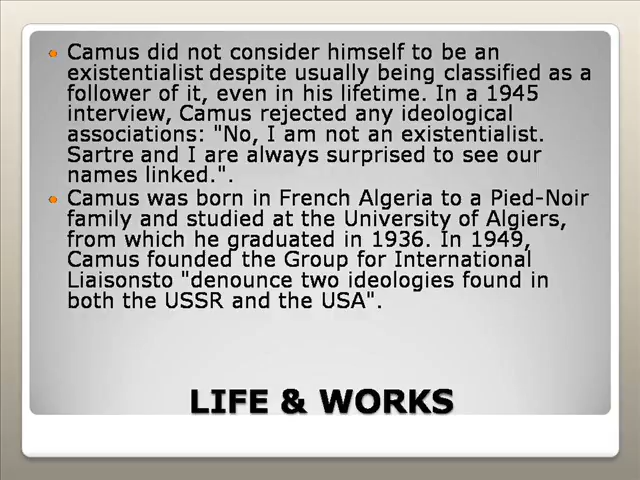 Camus did not consider himself to be an
existentialist despite usually being classified as a
follower of it, even in his lifetime. In a 1945
interview, Camus rejected any ideological
associations: "No, I am not an existentialist.
Sartre and I are always surprised to see our
names linked.".
Camus was born in French Algeria to a Pied-Noir
family and studied at the University of Algiers,
from which he graduated in 1936. In 1949,
Camus founded the Group for International
Liaisonsto "denounce two ideologies found in
both the USSR and the USA".
LIFE & WORKS